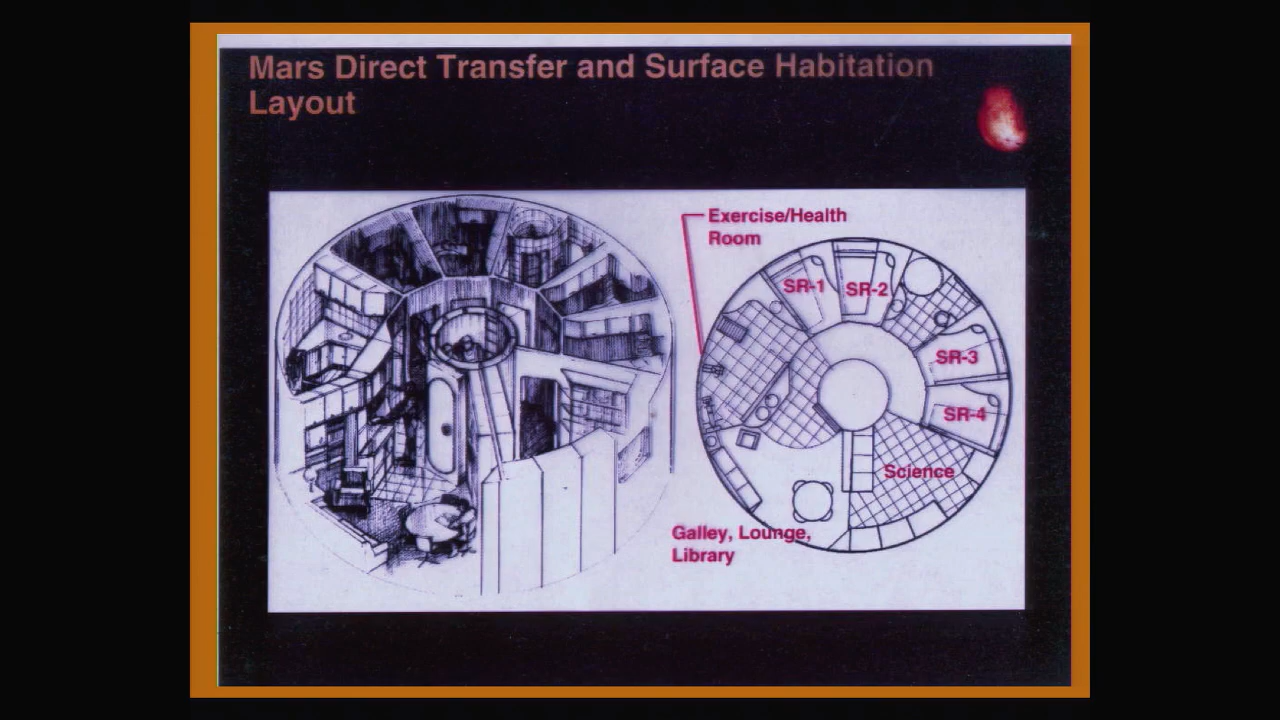 Mars Direct Transfer and Surface Habitation
Layout
Exercise/Health
Room
SR-1
SR-2
SR-3
SR-4
Science
Galley, Lounge,
Library